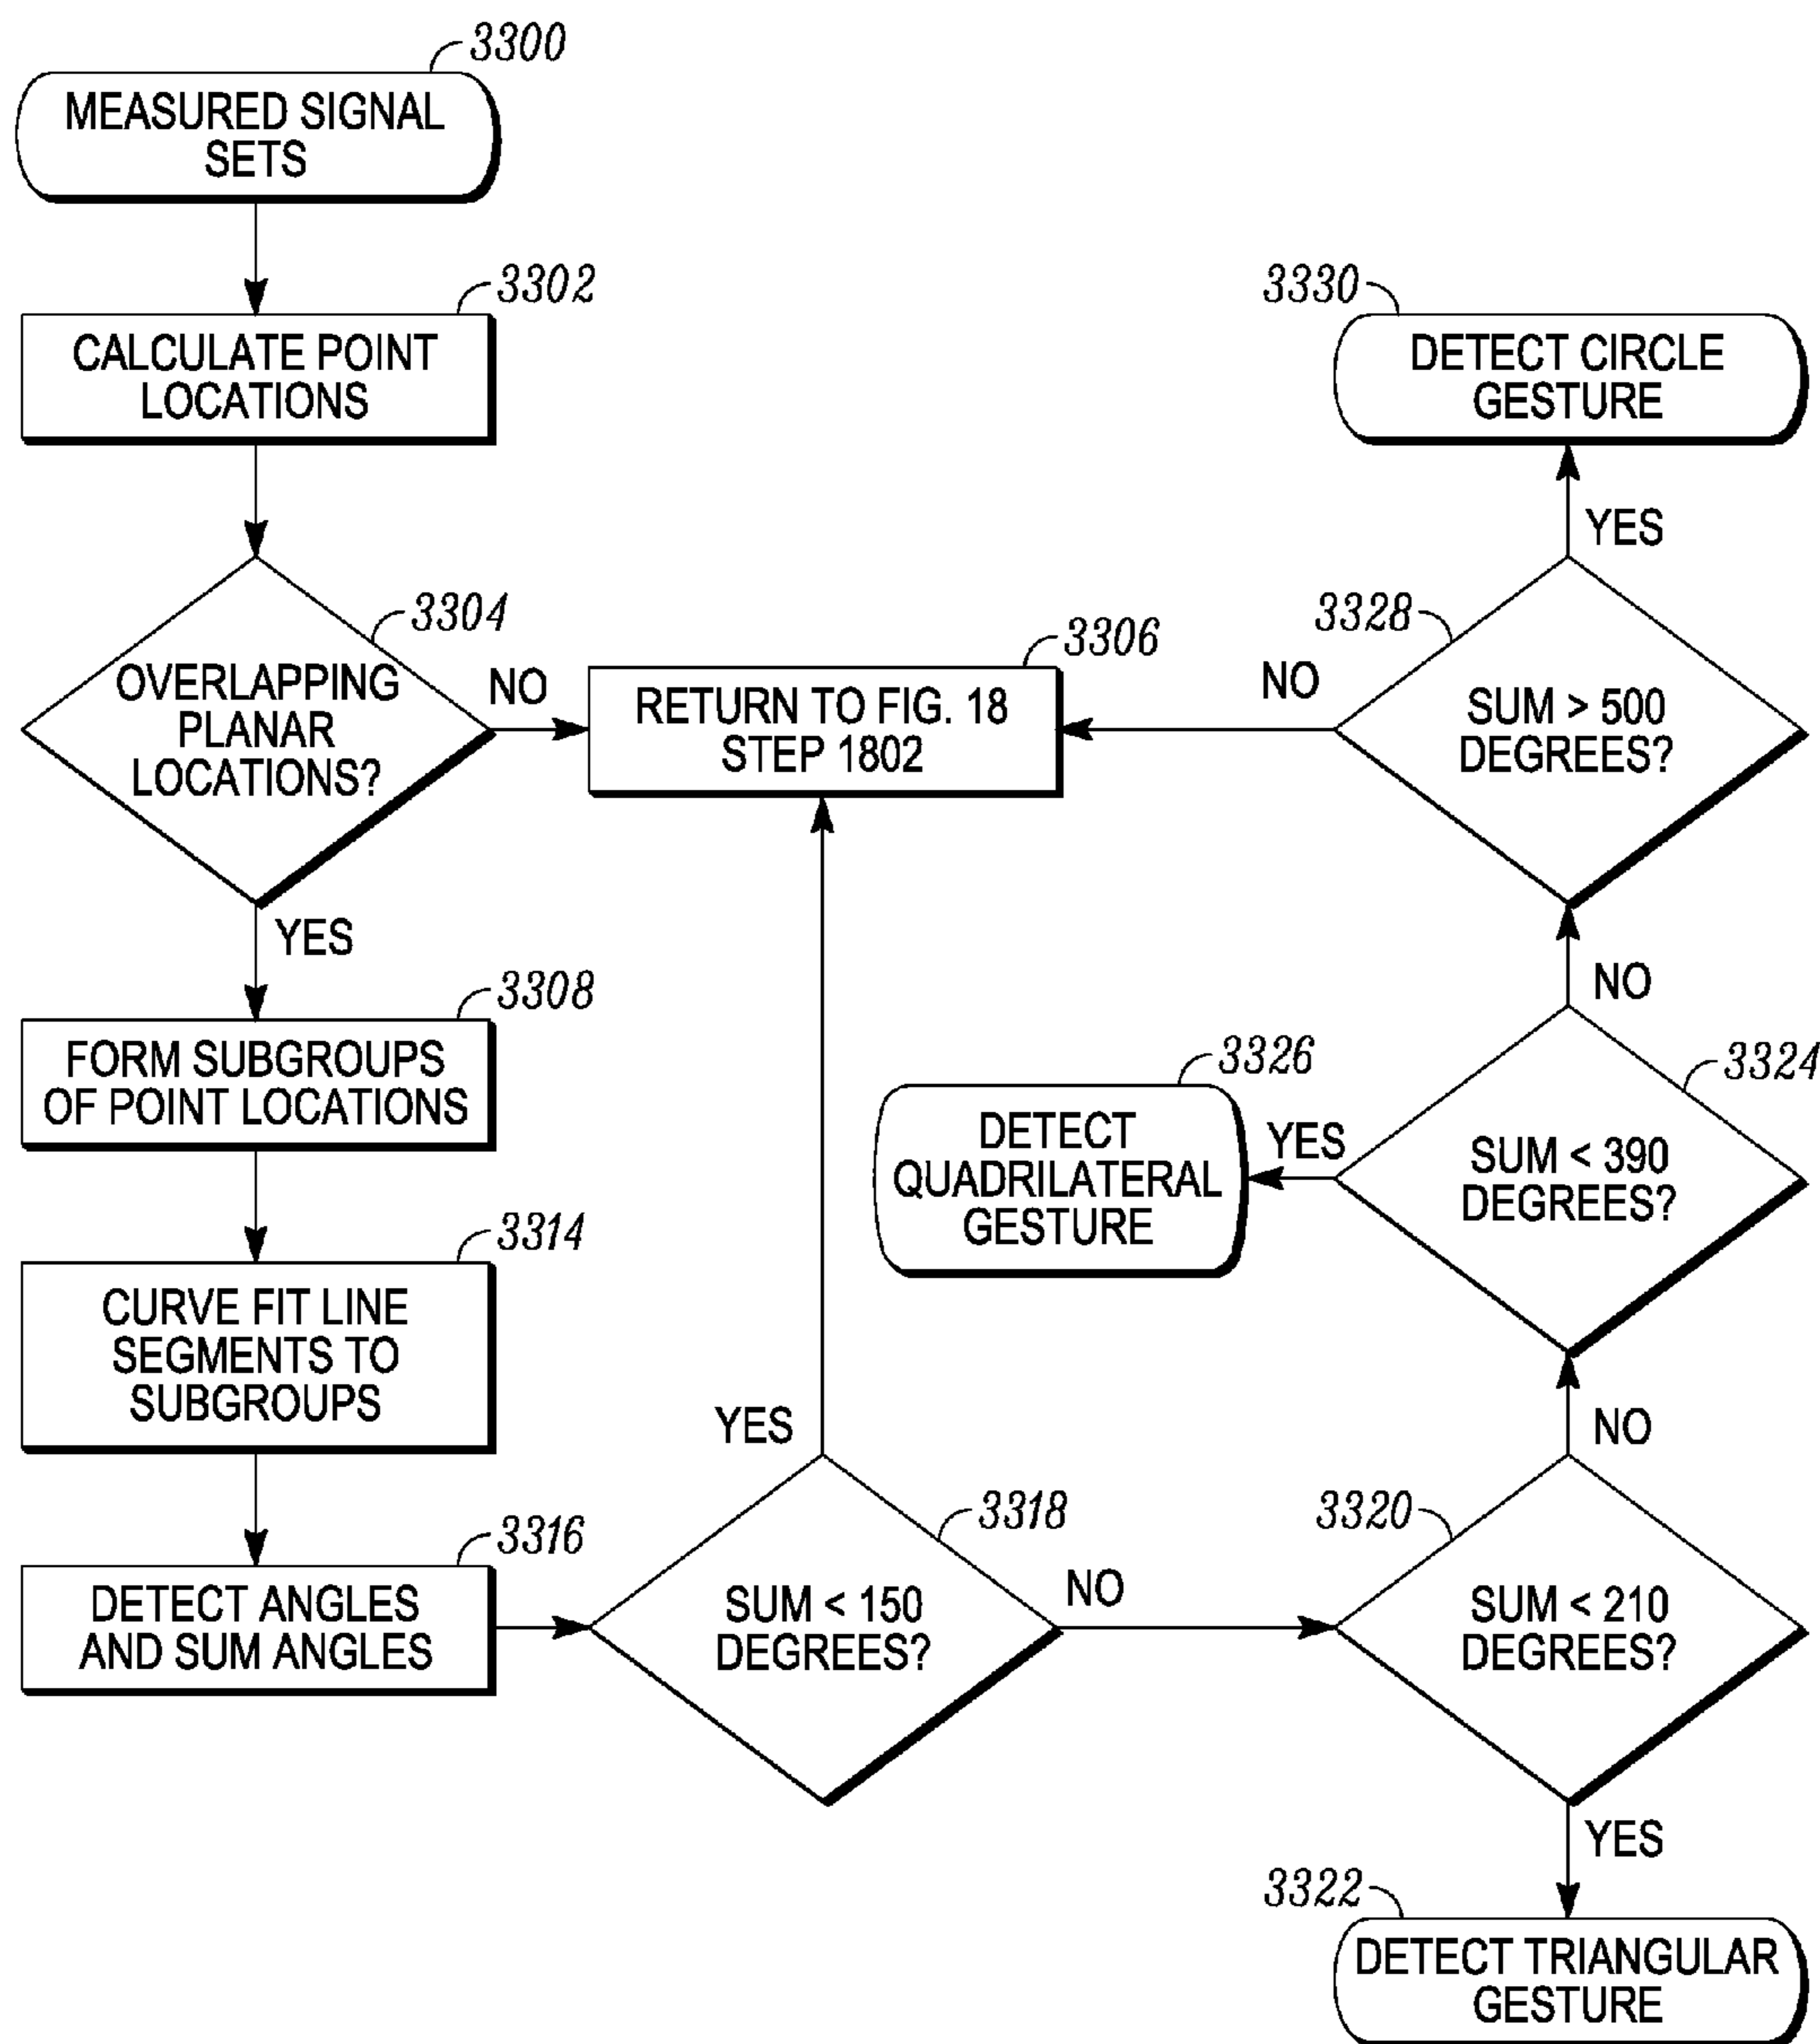 3300
MEASURED SIGNAL
SETS
3302
CALCULATE POINT
LOCATIONS
3304
OVERLAPPING
PLANAR
LOCATIONS?
NO
YES
3306
RETURN TO FIG. 18
STEP 1802
3308
FORM SUBGROUPS
OF POINT LOCATIONS
3314
CURVE FIT LINE
SEGMENTS TO
SUBGROUPS
3316
DETECT ANGLES
AND SUM ANGLES
3318
SUM < 150
DEGREES?
YES
NO
3320
SUM < 210
DEGREES?
YES
3322
DETECT TRIANGULAR
GESTURE
NO
3324
SUM < 390
DEGREES?
YES
3326
DETECT
QUADRILATERAL
GESTURE
NO
3328
SUM > 500
DEGREES?
NO
YES
3330
DETECT CIRCLE
GESTURE